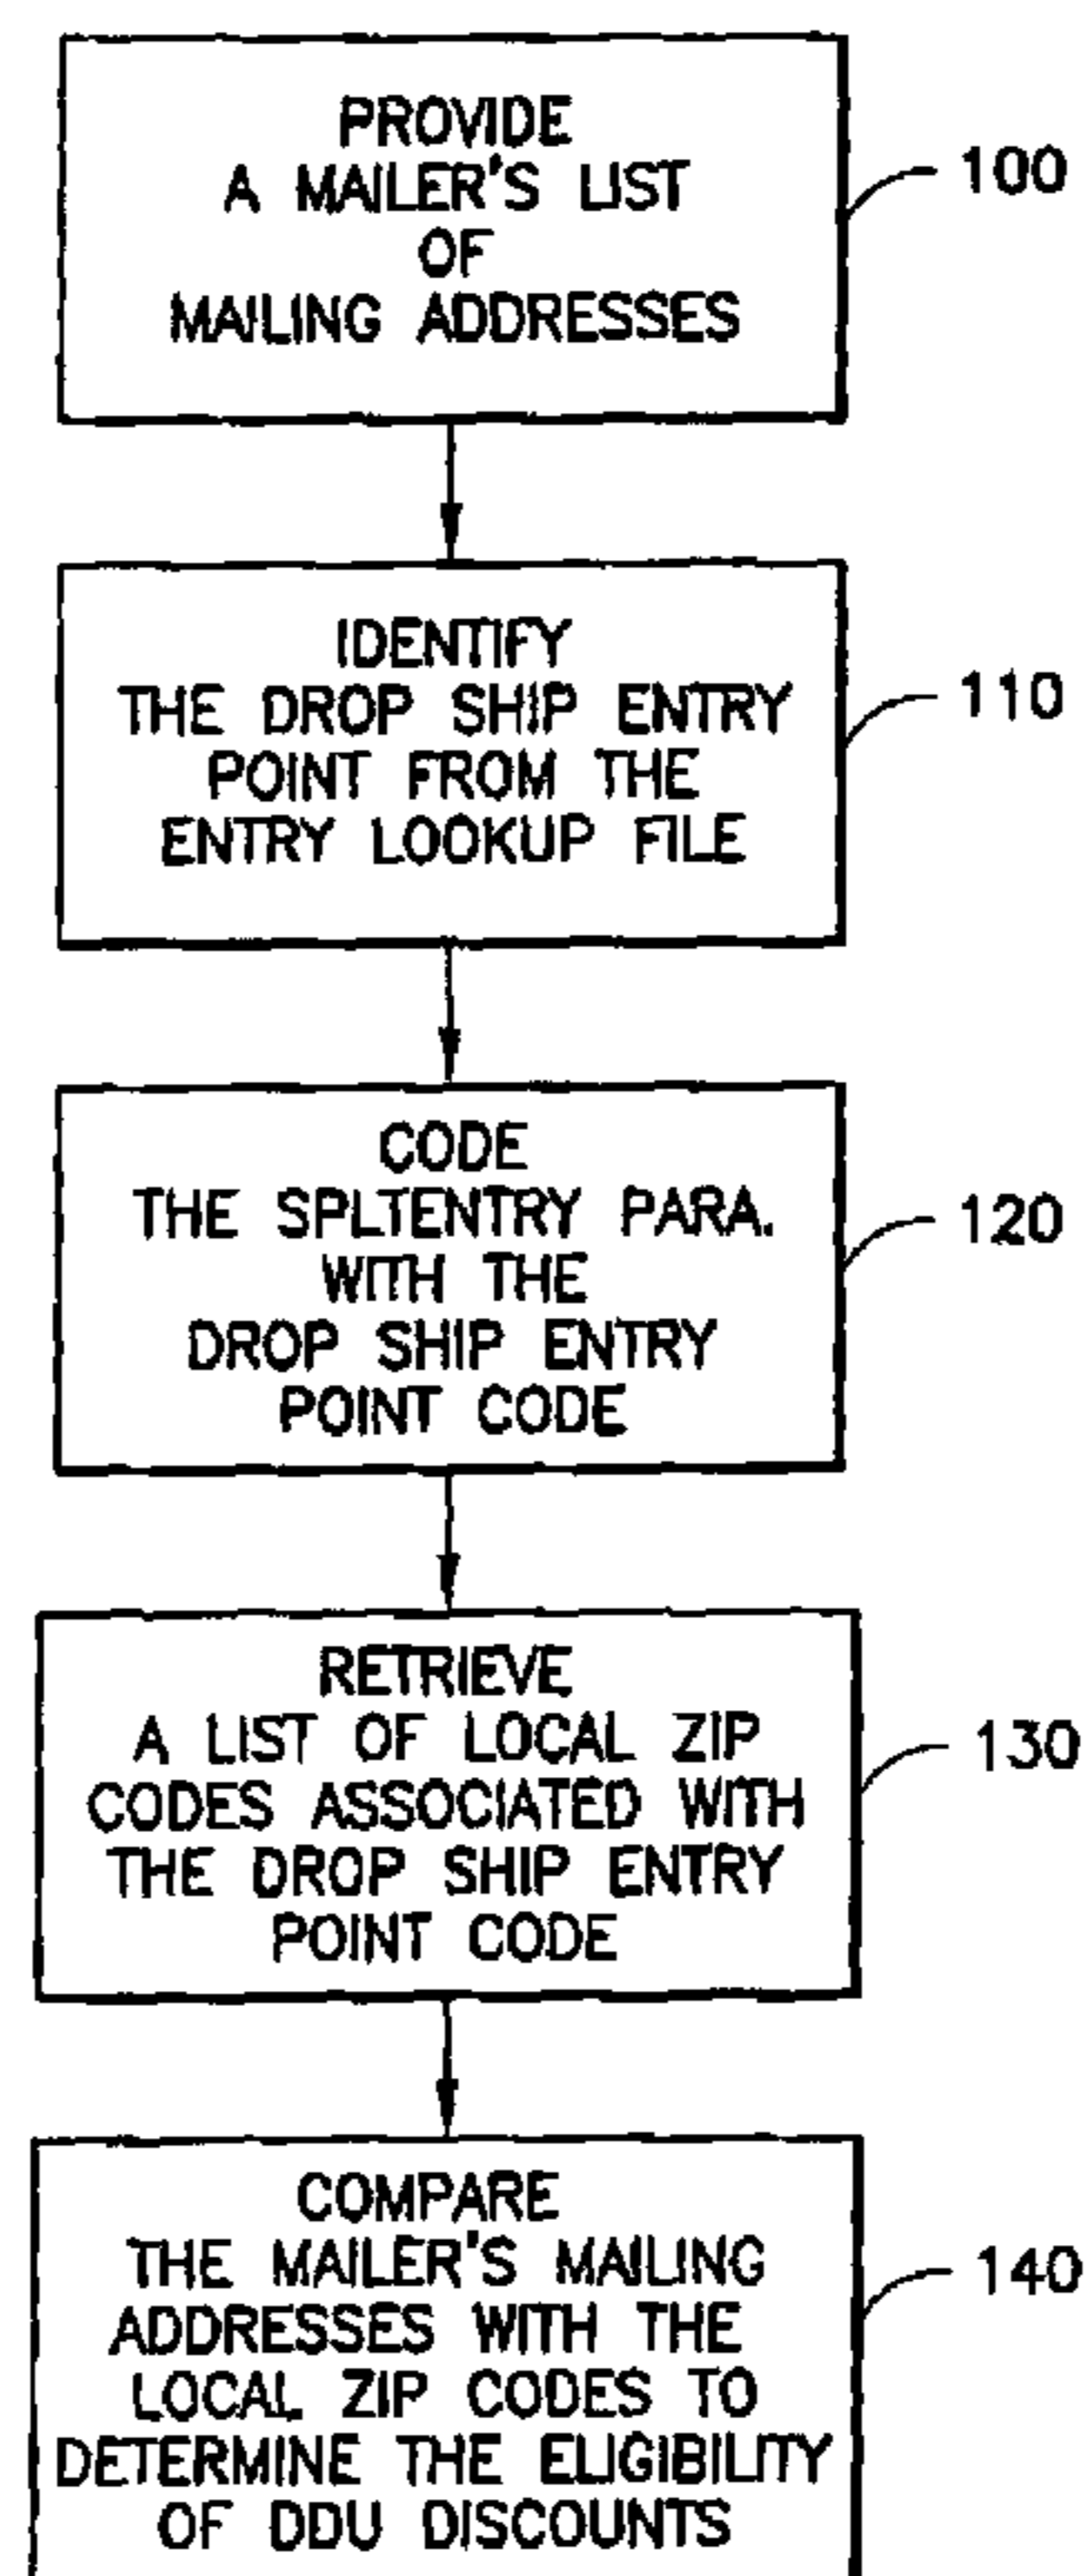 PROVIDE
A MAILER'S LIST
OF
MAILING ADDRESSES
100
IDENTIFY
THE DROP SHIP ENTRY
POINT FROM THE
ENTRY LOOKUP FILE
110
CODE
THE SPLTENTRY PARA.
WITH THE
DROP SHIP ENTRY
POINT CODE
120
RETRIEVE
A LIST OF LOCAL ZIP
CODES ASSOCIATED WITH
THE DROP SHIP ENTRY
POINT CODE
130
COMPARE
THE MAILER'S MAILING
ADDRESSES WITH THE
LOCAL ZIP CODES TO
DETERMINE THE ELIGIBILITY
OF DDU DISCOUNTS
140